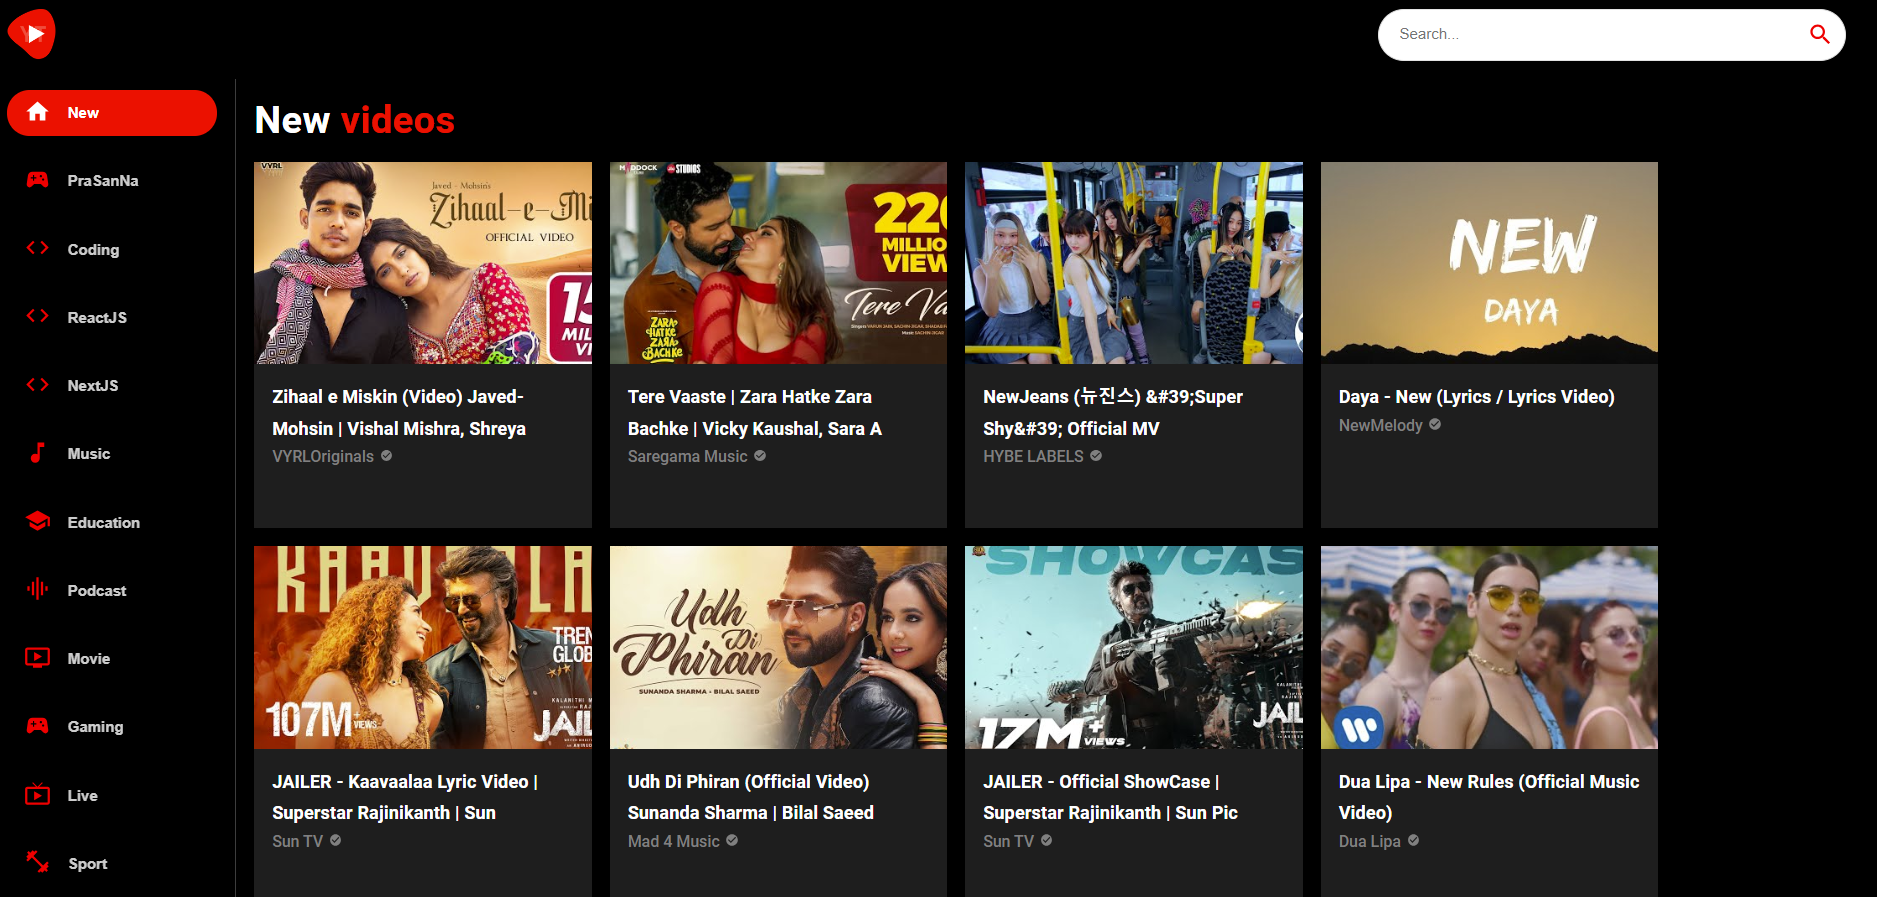 YT
Search...
New
PraSanNa
Coding
ReactJS
NextJS
Music
Education
Podcast
Movie
Gaming
Live
Sport
New videos
VYRL
Javed - Mohsin's
Zihaal-e-Mi
OFFICIAL VIDEO
15
MIL
VI
Zihaal e Miskin (Video) Javed-
Mohsin | Vishal Mishra, Shreya
VYRLOriginals
MADDOCK
STUDIOS
220
MILLIO
VIEW
Tere Va
ZARA
HATKE
ZARA
BACHKE
Tere Vaaste | Zara Hatke Zara
Bachke | Vicky Kaushal, Sara A
Saregama Music
NewJeans (뉴진스) &#39;Super
Shy&#39; Official MV
HYBE LABELS
NEW
DAYA
Daya - New (Lyrics / Lyrics Video)
NewMelody
KAAVAALA
TREN
GLOB
107M+
VIEWS
JAIL
JAILER - Kaavaalaa Lyric Video |
Superstar Rajinikanth | Sun
Sun TV
Udh
Di
Phiran
SUNANDA SHARMA - BILAL SAEED
Udh Di Phiran (Official Video)
Sunanda Sharma | Bilal Saeed
Mad 4 Music
SHOWCAS
17M+
VIEWS
JAIL
JAILER - Official ShowCase |
Superstar Rajinikanth | Sun Pic
Sun TV
Dua Lipa - New Rules (Official Music
Video)
Dua Lipa